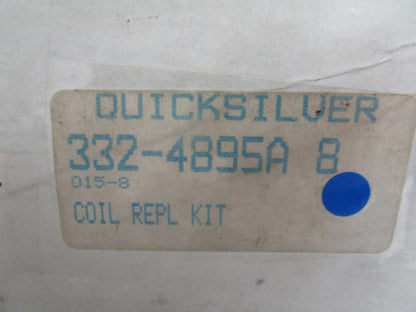 QUICKSILVER
332-4895A 8
015-8
COIL REPL KIT